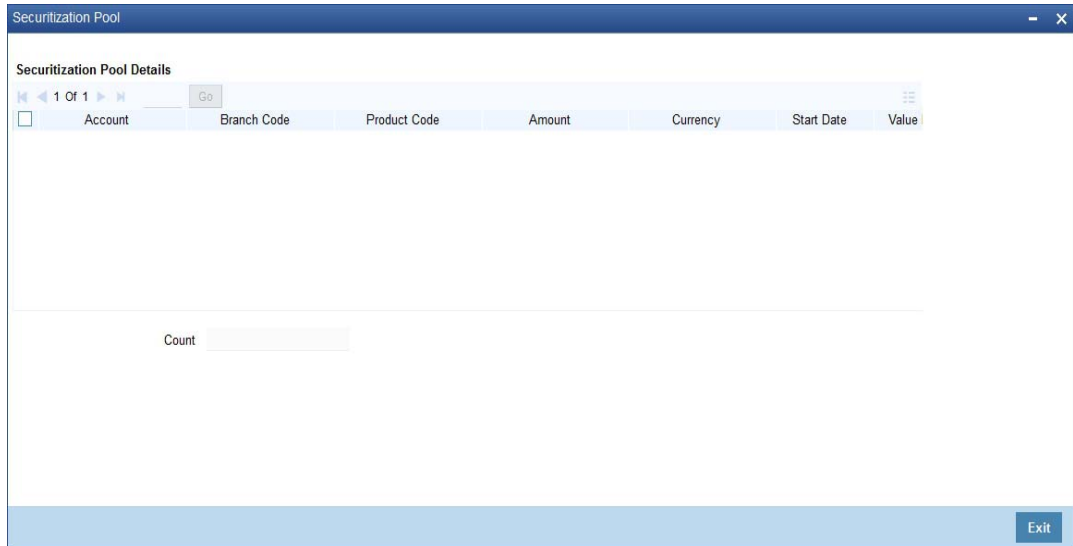 Securitization Pool
Securitization Pool Details
1 Of 1 Go
Account Branch Code Product Code Amount Currency Start Date Value
Count
Exit